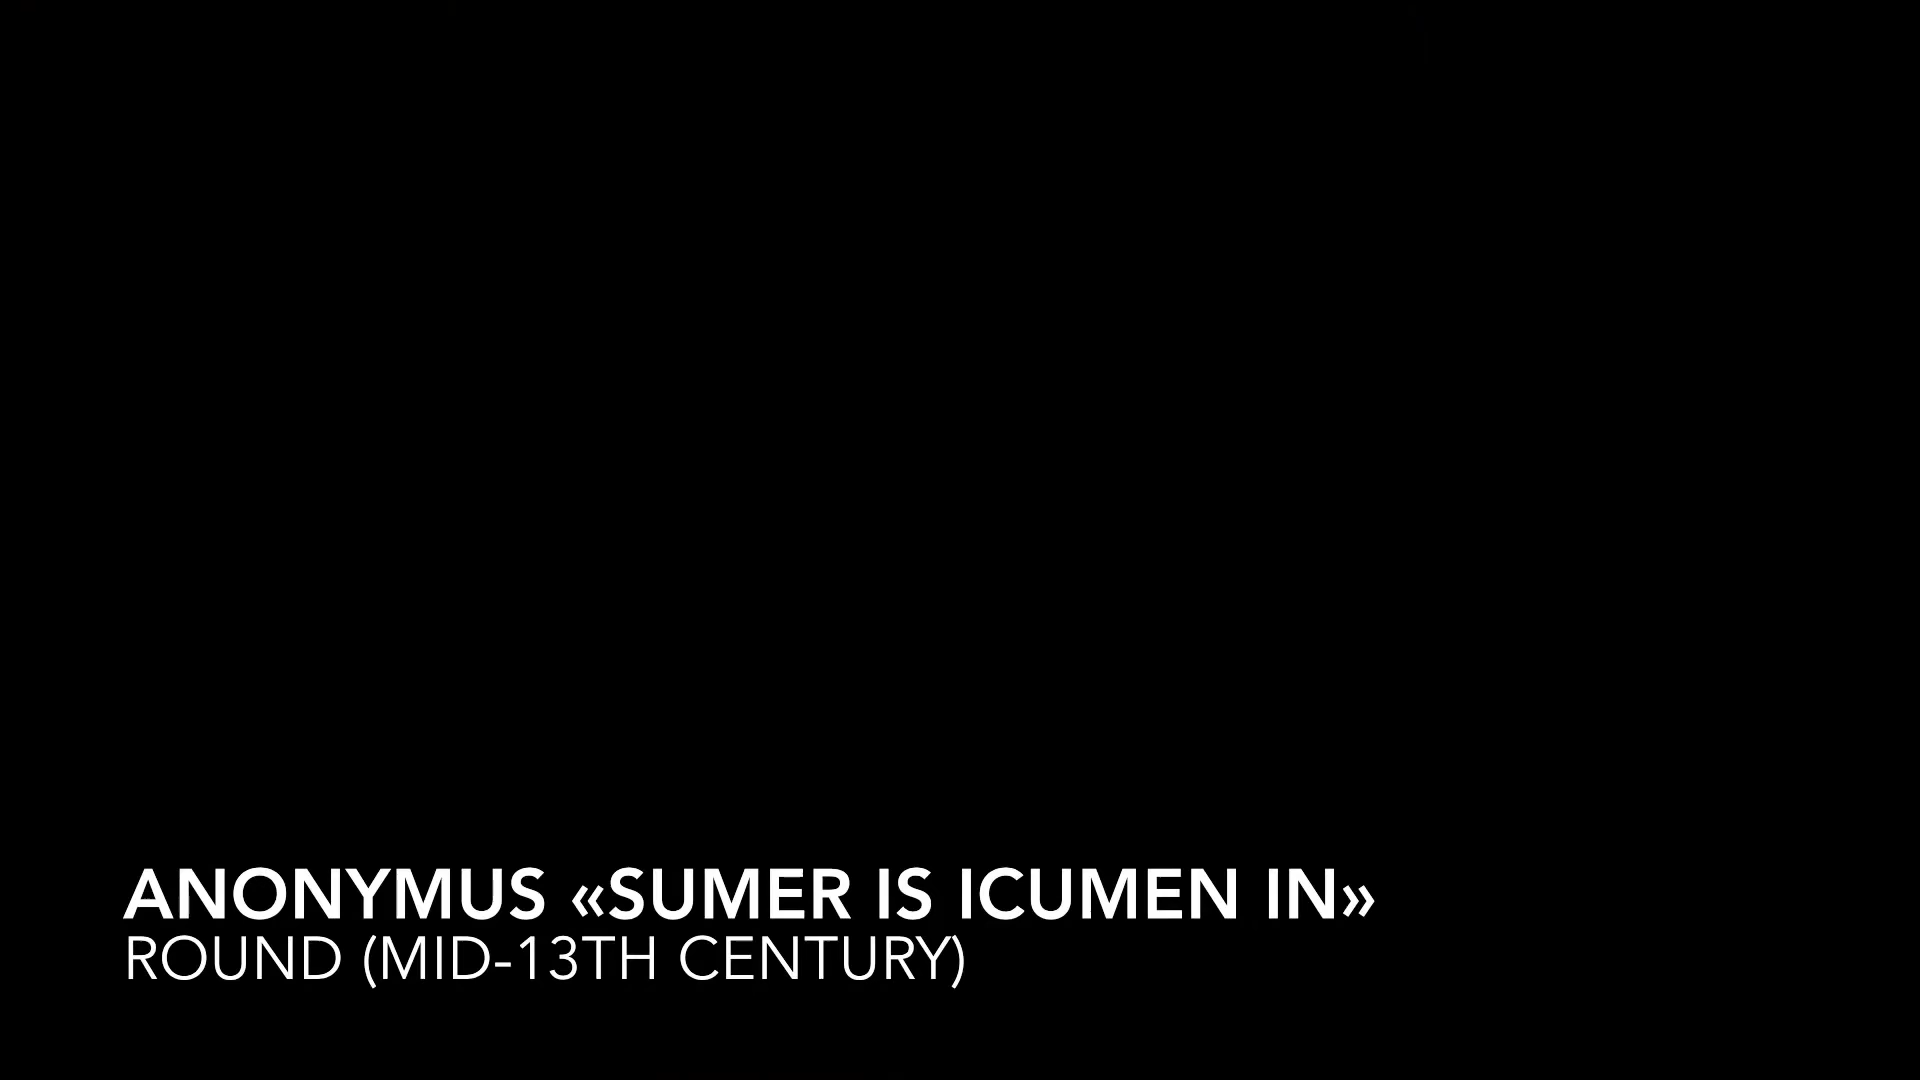 ANONYMUS «SUMER IS ICUMEN IN»
ROUND (MID-13TH CENTURY)